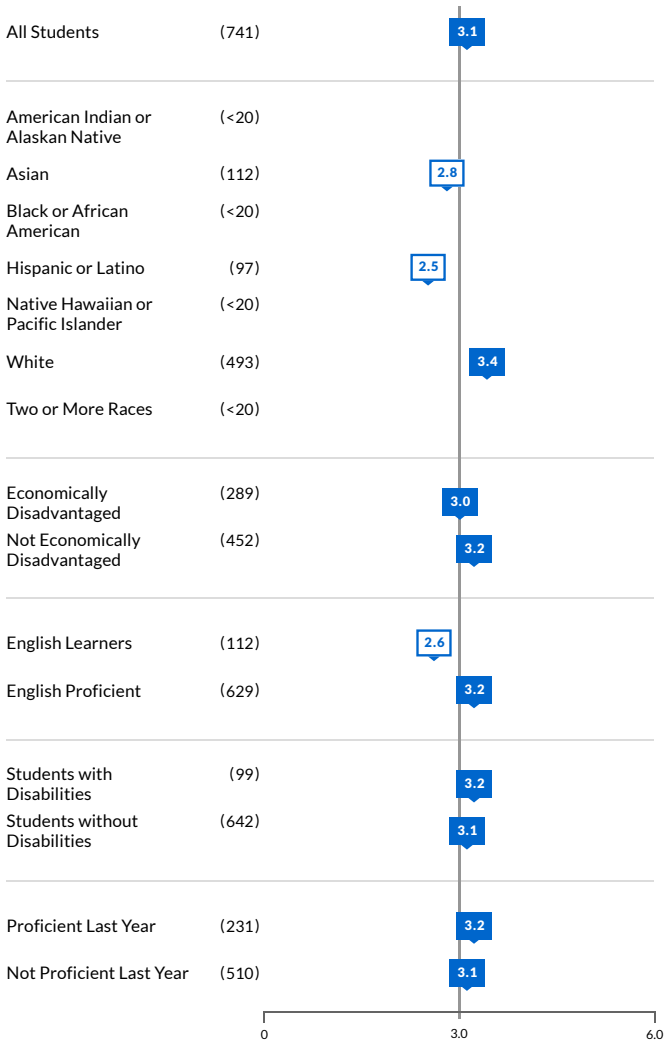 All Students (741) 3.1
American Indian or (<20)
Alaskan Native
Asian (112) 2.8
Black or African (<20)
American
Hispanic or Latino (97) 2.5
Native Hawaiian or (<20)
Pacific Islander
White (493) 3.4
Two or More Races (<20)
Economically (289) 3.0
Disadvantaged
Not Economically (452) 3.2
Disadvantaged
English Learners (112) 2.6
English Proficient (629) 3.2
Students with (99) 3.2
Disabilities
Students without (642) 3.1
Disabilities
Proficient Last Year (231) 3.2
Not Proficient Last Year (510) 3.1
0 3.0 6.0